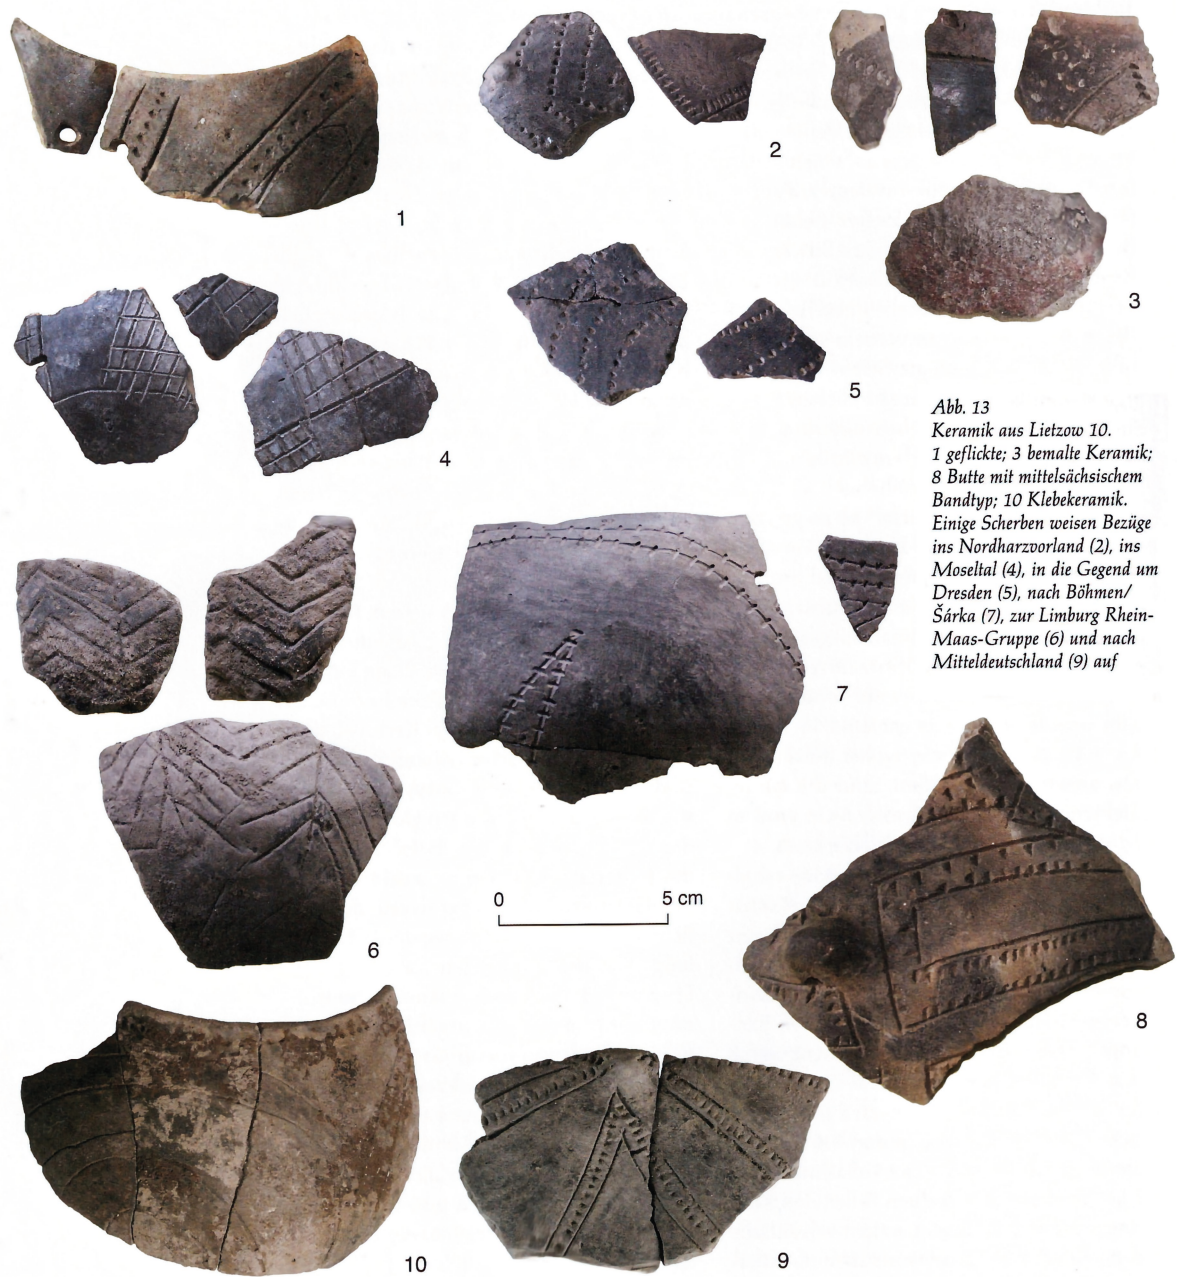 1
2
3
4
5
Abb. 13
Keramik aus Lietzow 10.
1 geflickte; 3 bemalte Keramik;
8 Butte mit mittelsächsischem
Bandtyp; 10 Klebekeramik.
Einige Scherben weisen Bezüge
ins Nordharzvorland (2), ins
Moseltal (4), in die Gegend um
Dresden (5), nach Böhmen/
Šárka (7), zur Limburg Rhein-
Maas-Gruppe (6) und nach
Mitteldeutschland (9) auf
7
0 5 cm
6
8
10
9